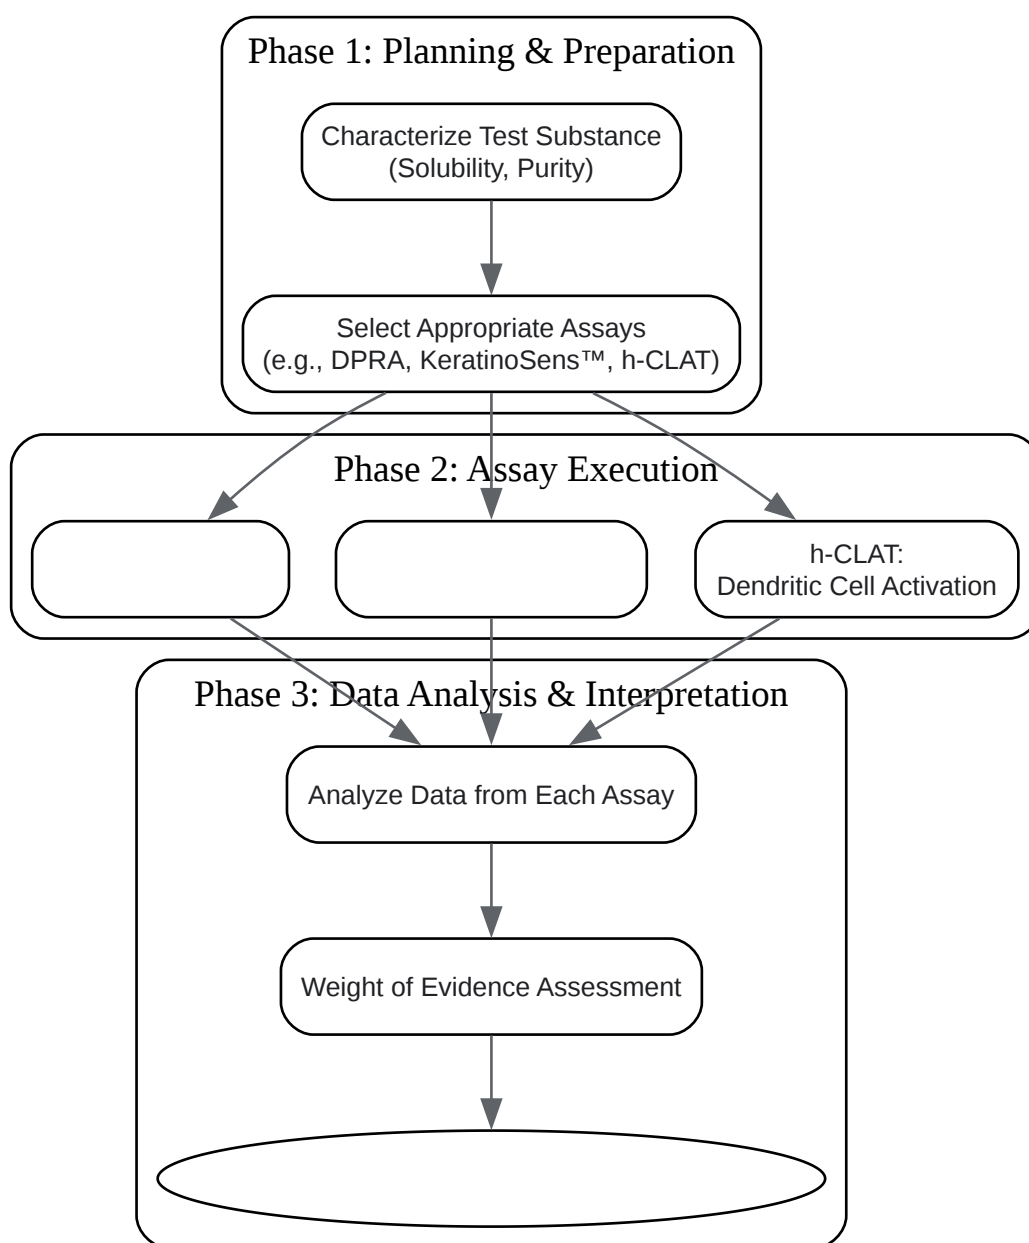 Phase 1: Planning & Preparation
Characterize Test Substance
(Solubility, Purity)
Select Appropriate Assays
(e.g., DPRA, KeratinoSens™, h-CLAT)
Phase 2: Assay Execution
h-CLAT:
Dendritic Cell Activation
Phase 3: Data Analysis & Interpretation
Analyze Data from Each Assay
Weight of Evidence Assessment